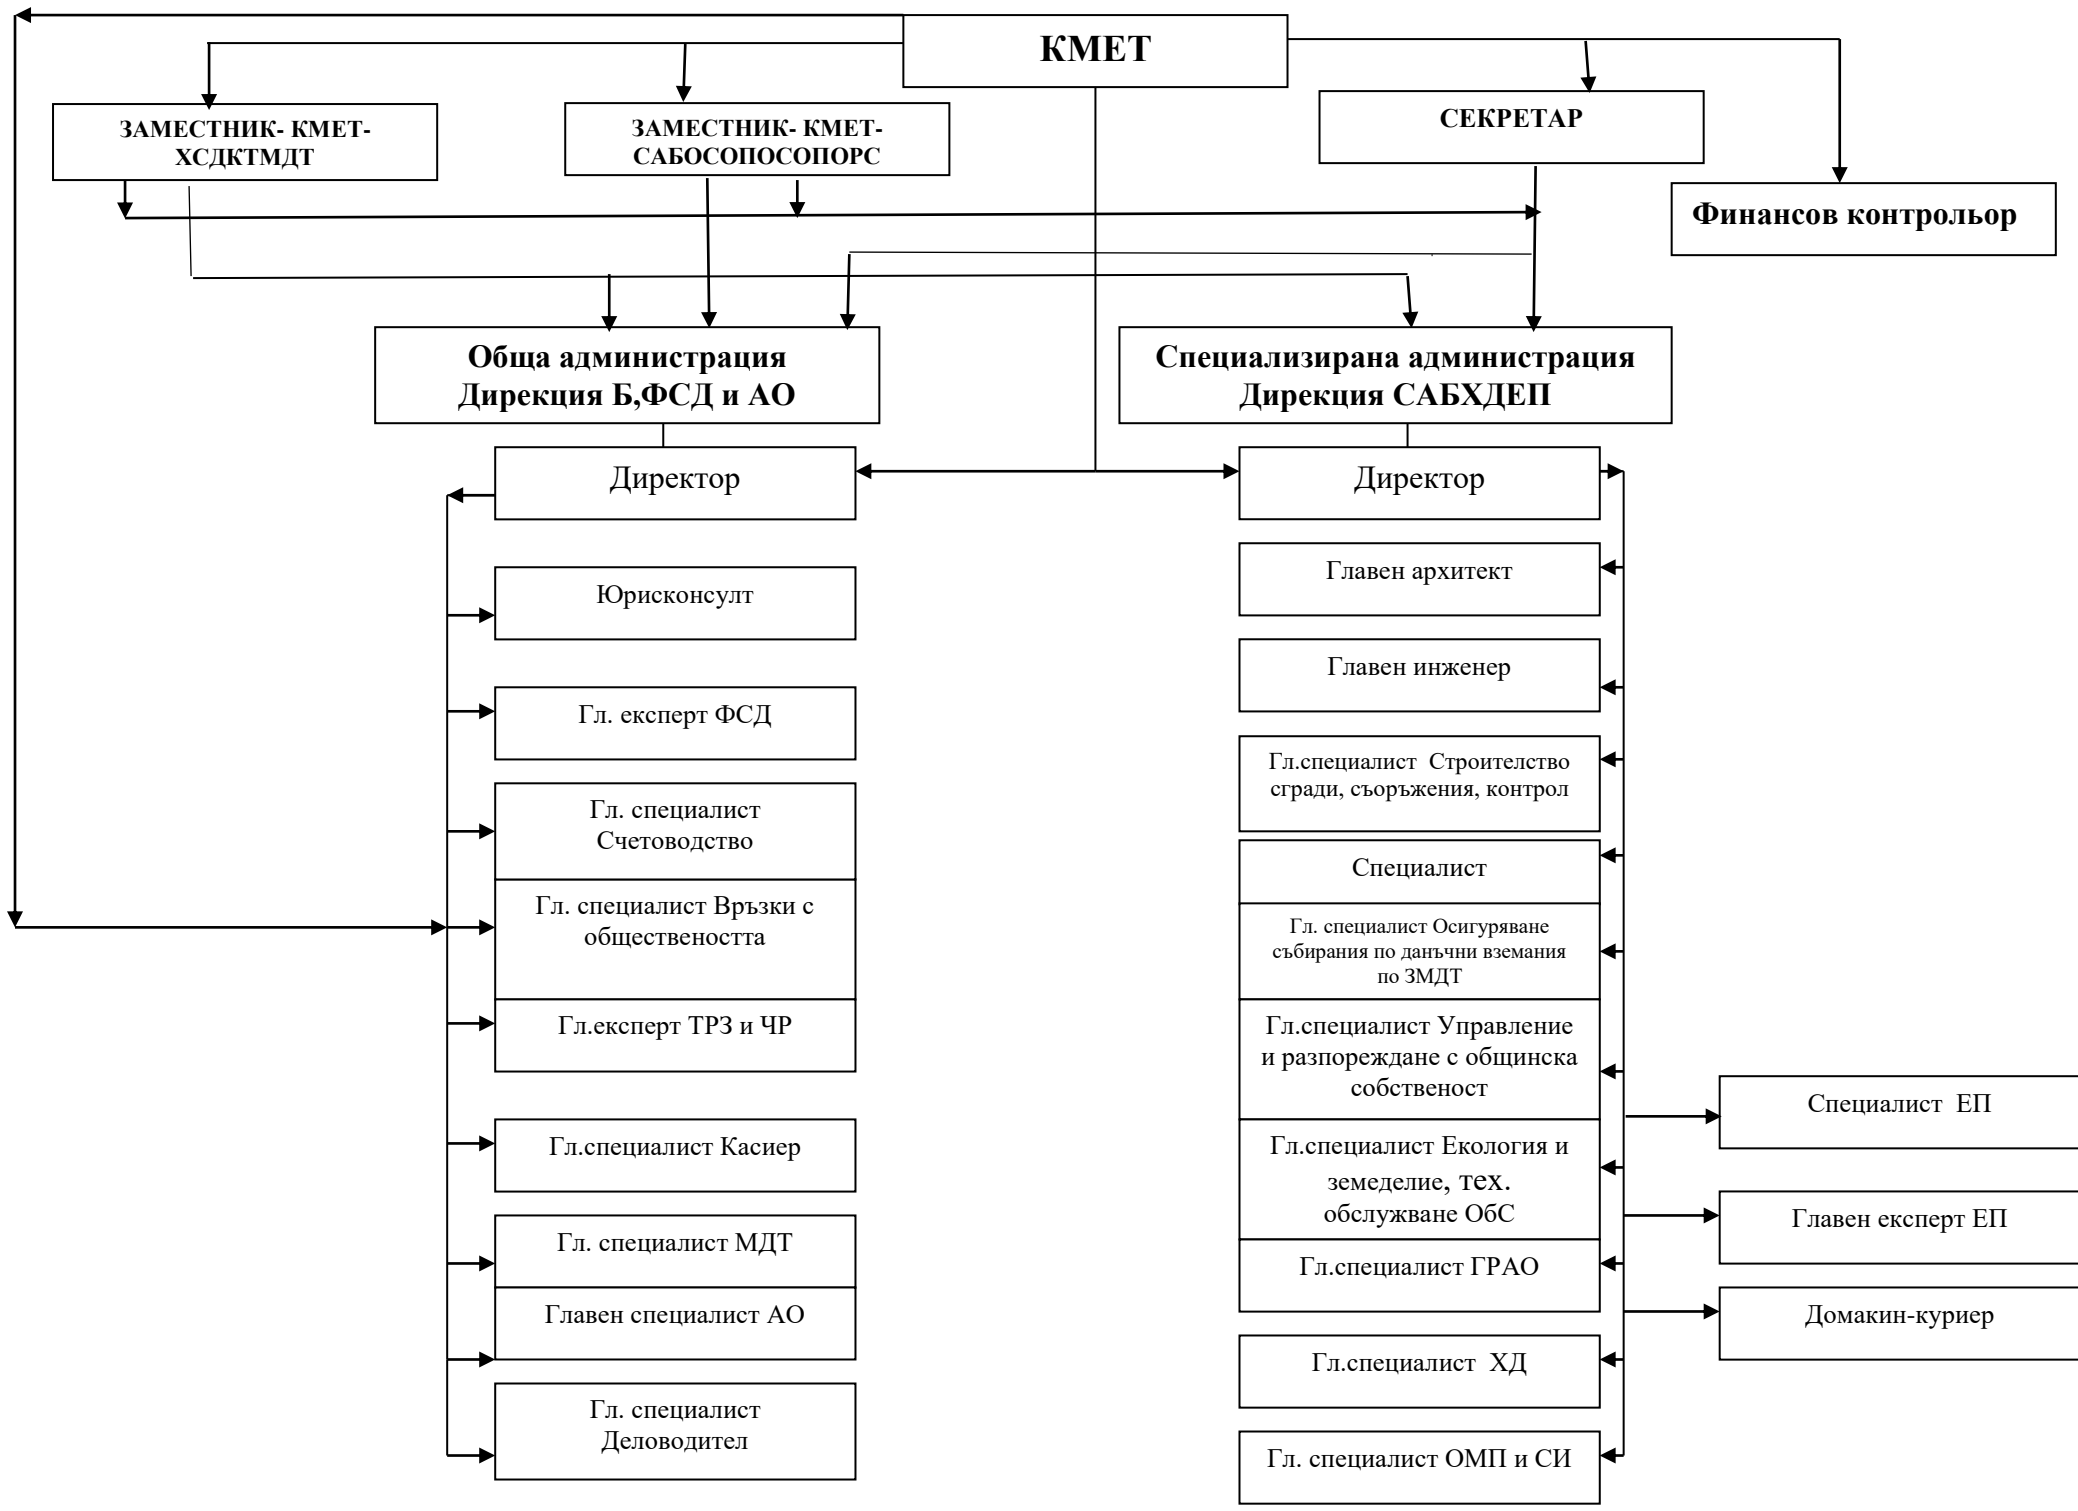 КМЕТ
ЗАМЕСТНИК- КМЕТ-
ХСДКТМДТ
ЗАМЕСТНИК- КМЕТ-
САБОСОПОСОПОРС
СЕКРЕТАР
Финансов контрольор
Обща администрация
Дирекция Б,ФСД и АО
Специализирана администрация
Дирекция САБХДЕП
Директор
Юрисконсулт
Гл. експерт ФСД
Гл. специалист
Счетоводство
Гл. специалист Връзки с
обществеността
Гл.експерт ТРЗ и ЧР
Гл.специалист Касиер
Гл. специалист МДТ
Главен специалист АО
Гл. специалист
Деловодител
Директор
Главен архитект
Главен инженер
Гл.специалист  Строителство
сгради, съоръжения, контрол
Специалист
Гл. специалист Осигуряване
събирания по данъчни вземания
по ЗМДТ
Гл.специалист Управление
и разпореждане с общинска
собственост
Гл.специалист Екология и
земеделие, тех.
обслужване ОбС
Гл.специалист ГРАО
Гл.специалист  ХД
Гл. специалист ОМП и СИ
Специалист  ЕП
Главен експерт ЕП
Домакин-куриер